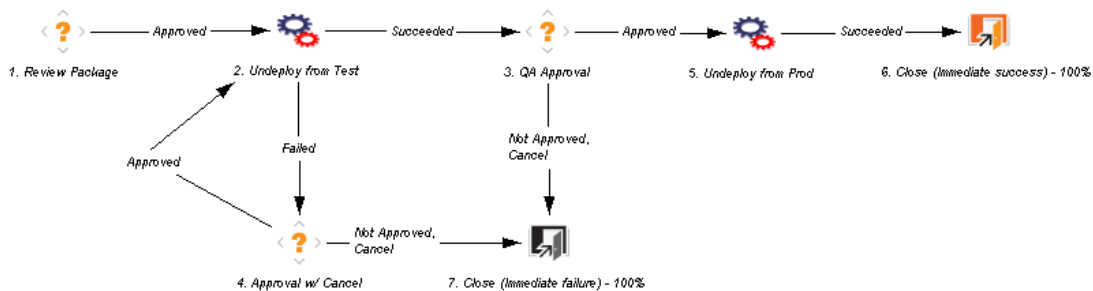 Approved
Succeeded
Approved
Succeeded
1. Review Package
2. Undeploy from Test
3. QA Approval
5. Undeploy from Prod
6. Close (Immediate success) - 100%
Not Approved,
Cancel
Failed
Approved
Not Approved,
Cancel
4. Approval w/ Cancel
7. Close (Immediate failure) - 100%